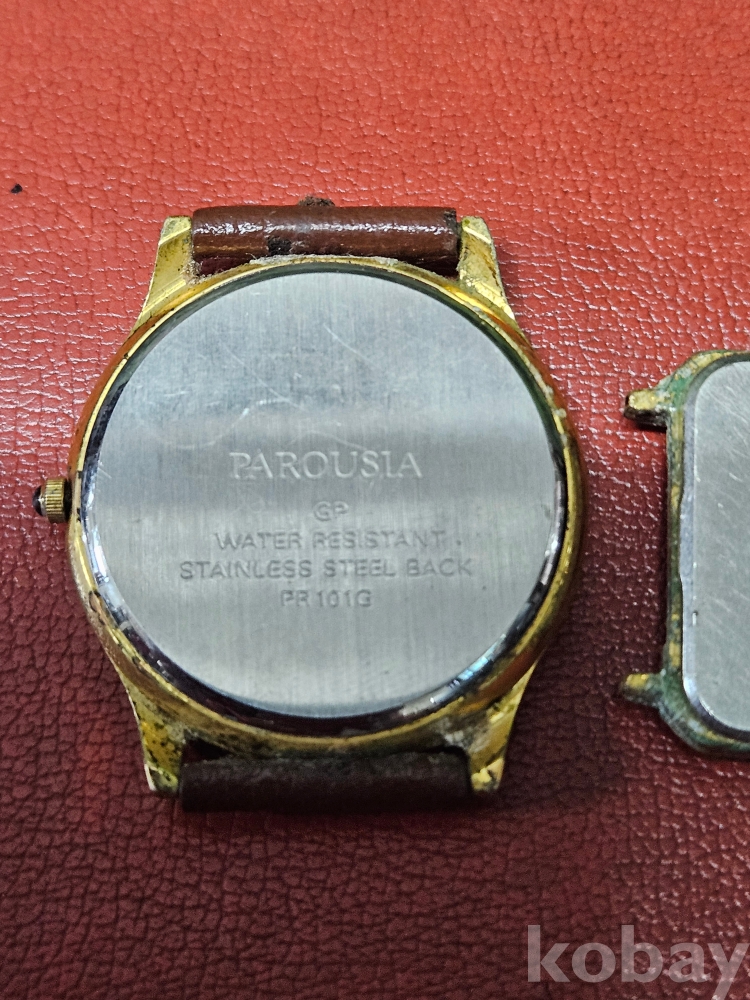 PAROUSIA
GP
WATER RESISTANT
STAINLESS STEEL BACK
PR101G
kobay